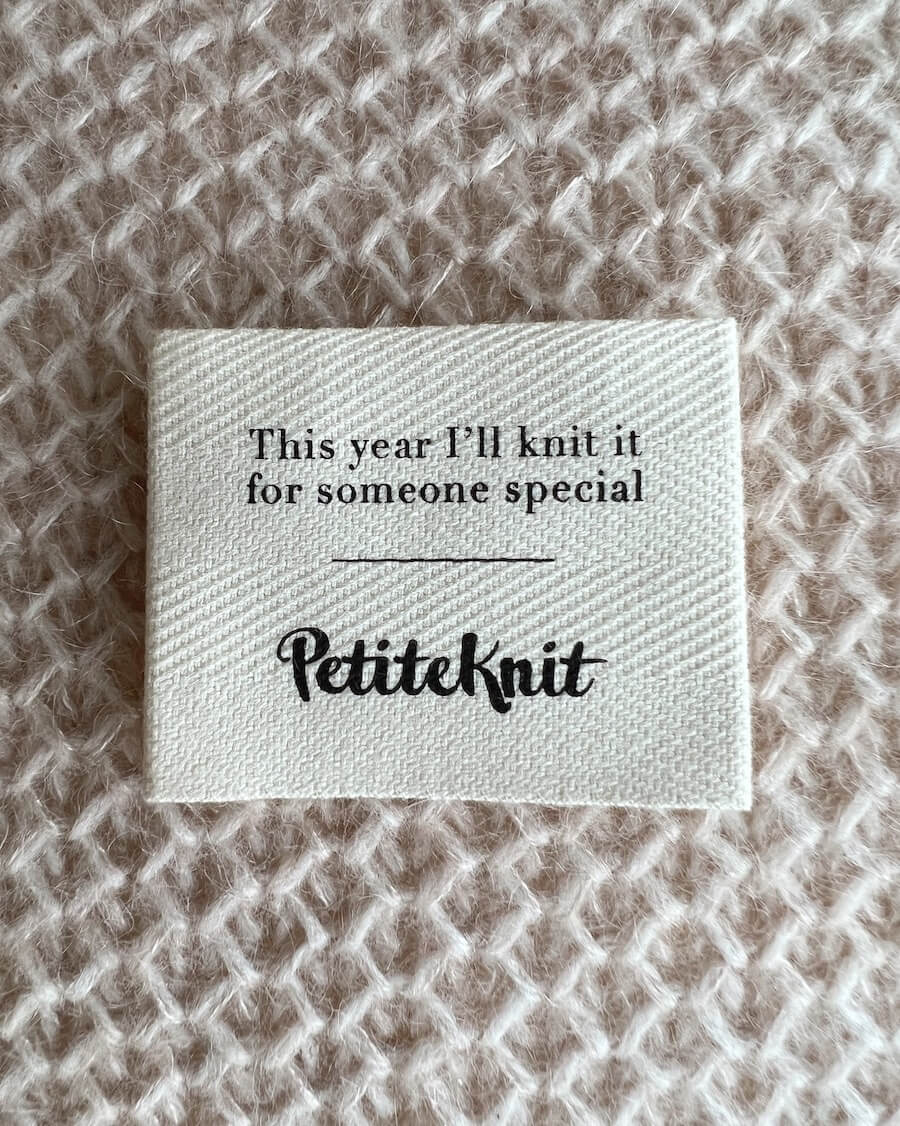 This year I'll knit it
for someone special
PetiteKnit